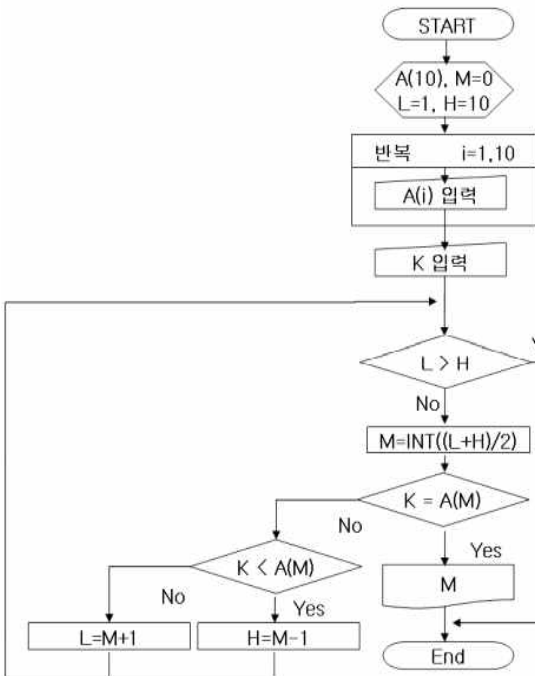 START
A(10), M=0
L=1, H=10
반복 i=1,10
A(i) 입력
K 입력
L > H
No
M=INT((L+H)/2)
K = A(M)
No
Yes
K < A(M)
M
No
Yes
L=M+1
H=M-1
End